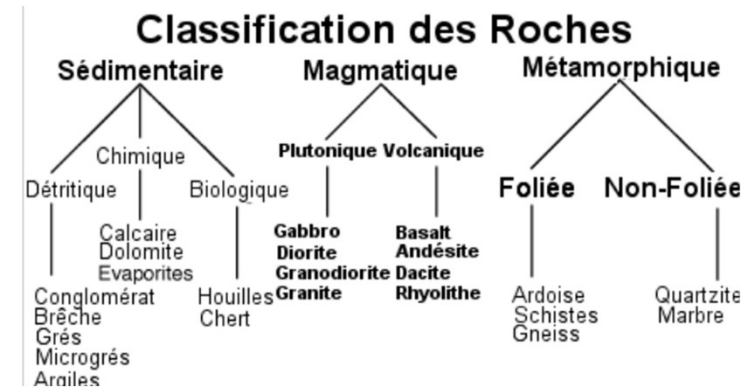 Classification des Roches
Sédimentaire
Magmatique
Métamorphique
Chimique
Plutonique
Volcanique
Détritique
Biologique
Foliée
Non-Foliée
Calcaire
Dolomite
Evaporites
Gabbro
Diorite
Granodiorite
Granite
Basalt
Andésite
Dacite
Rhyolithe
Conglomérat
Brêche
Grés
Microgrés
Argiles
Houilles
Chert
Ardoise
Schistes
Gneiss
Quartzite
Marbre